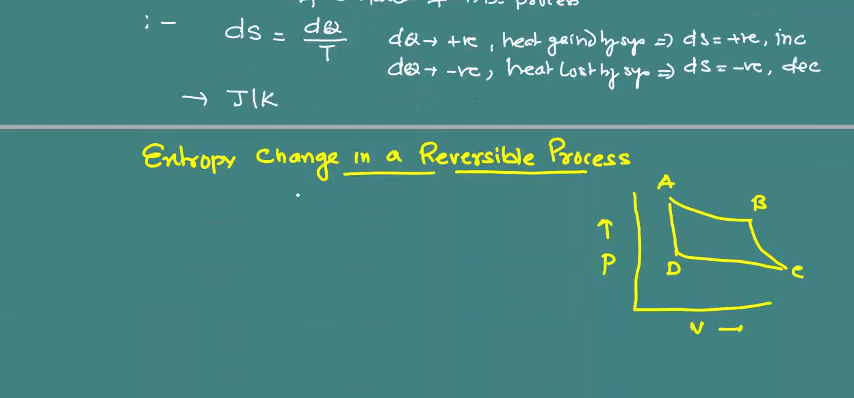 :- dS = dQ/T
dQ → +ve, heat gaind by sys => dS = +ve, inc
dQ → -ve, heat lost by sys => dS = -ve, dec
→ J/K
Entropy Change in a Reversible Process
A
B
↑
P
D
C
V →